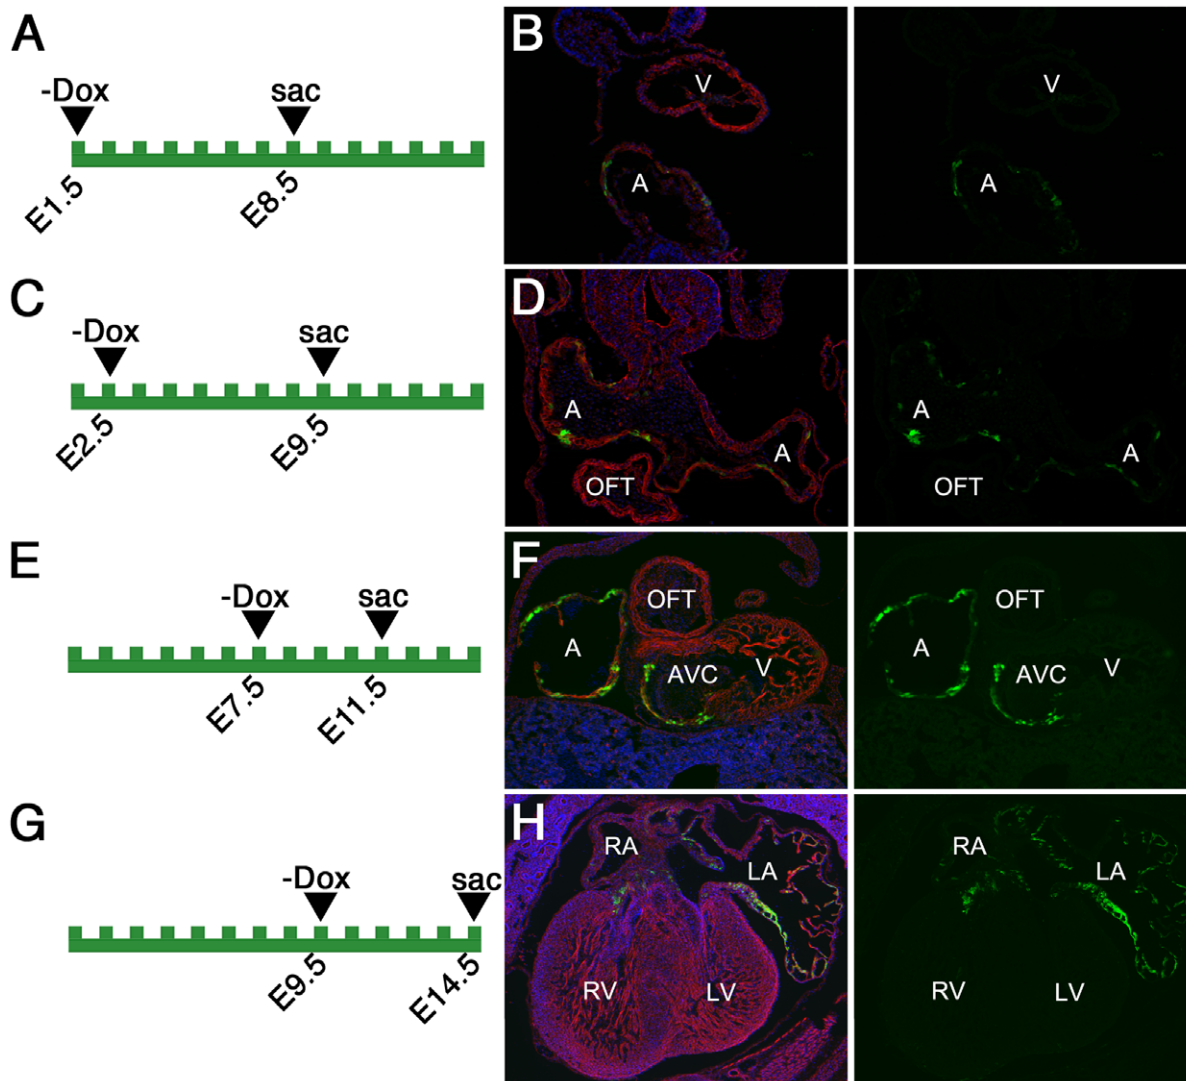 A
-Dox
sac
E1.5
E8.5
B
V
A
V
A
C
-Dox
sac
E2.5
E9.5
D
A
A
OFT
A
A
OFT
E
-Dox
sac
E7.5
E11.5
F
OFT
A
AVC
V
OFT
A
AVC
V
G
-Dox
sac
E9.5
E14.5
H
RA
LA
RV
LV
RA
LA
RV
LV